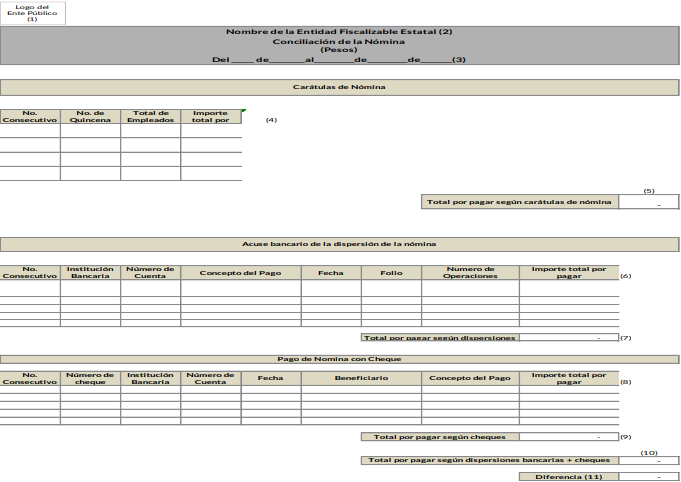 Logo del
Ente Público
(1)
Nombre de la Entidad Fiscalizable Estatal (2)
Conciliación de la Nómina
(Pesos)
Del _____ de________al_________de_________de_______(3)
Carátulas de Nómina
No. Consecutivo No. de Quincena Total de Empleados Importe total por (4)
(5)
Total por pagar según carátulas de nómina -
Acuse bancario de la dispersión de la nómina
No. Consecutivo Institución Bancaria Número de Cuenta Concepto del Pago Fecha Folio Numero de Operaciones Importe total por pagar (6)
Total por pagar según dispersiones - (7)
Pago de Nomina con Cheque
No. Consecutivo Número de cheque Institución Bancaria Número de Cuenta Fecha Beneficiario Concepto del Pago Importe total por pagar (8)
Total por pagar según cheques - (9)
(10)
Total por pagar según dispersiones bancarias + cheques -
Diferencia (11) -